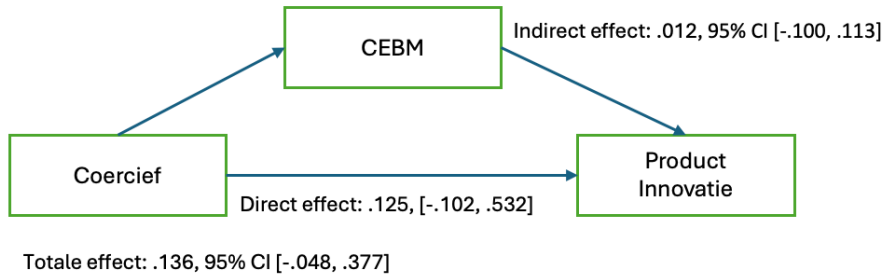 CEBM
Indirect effect: .012, 95% CI [-.100, .113]
Coercief
Product
Innovatie
Direct effect: .125, [-.102, .532]
Totale effect: .136, 95% CI [-.048, .377]